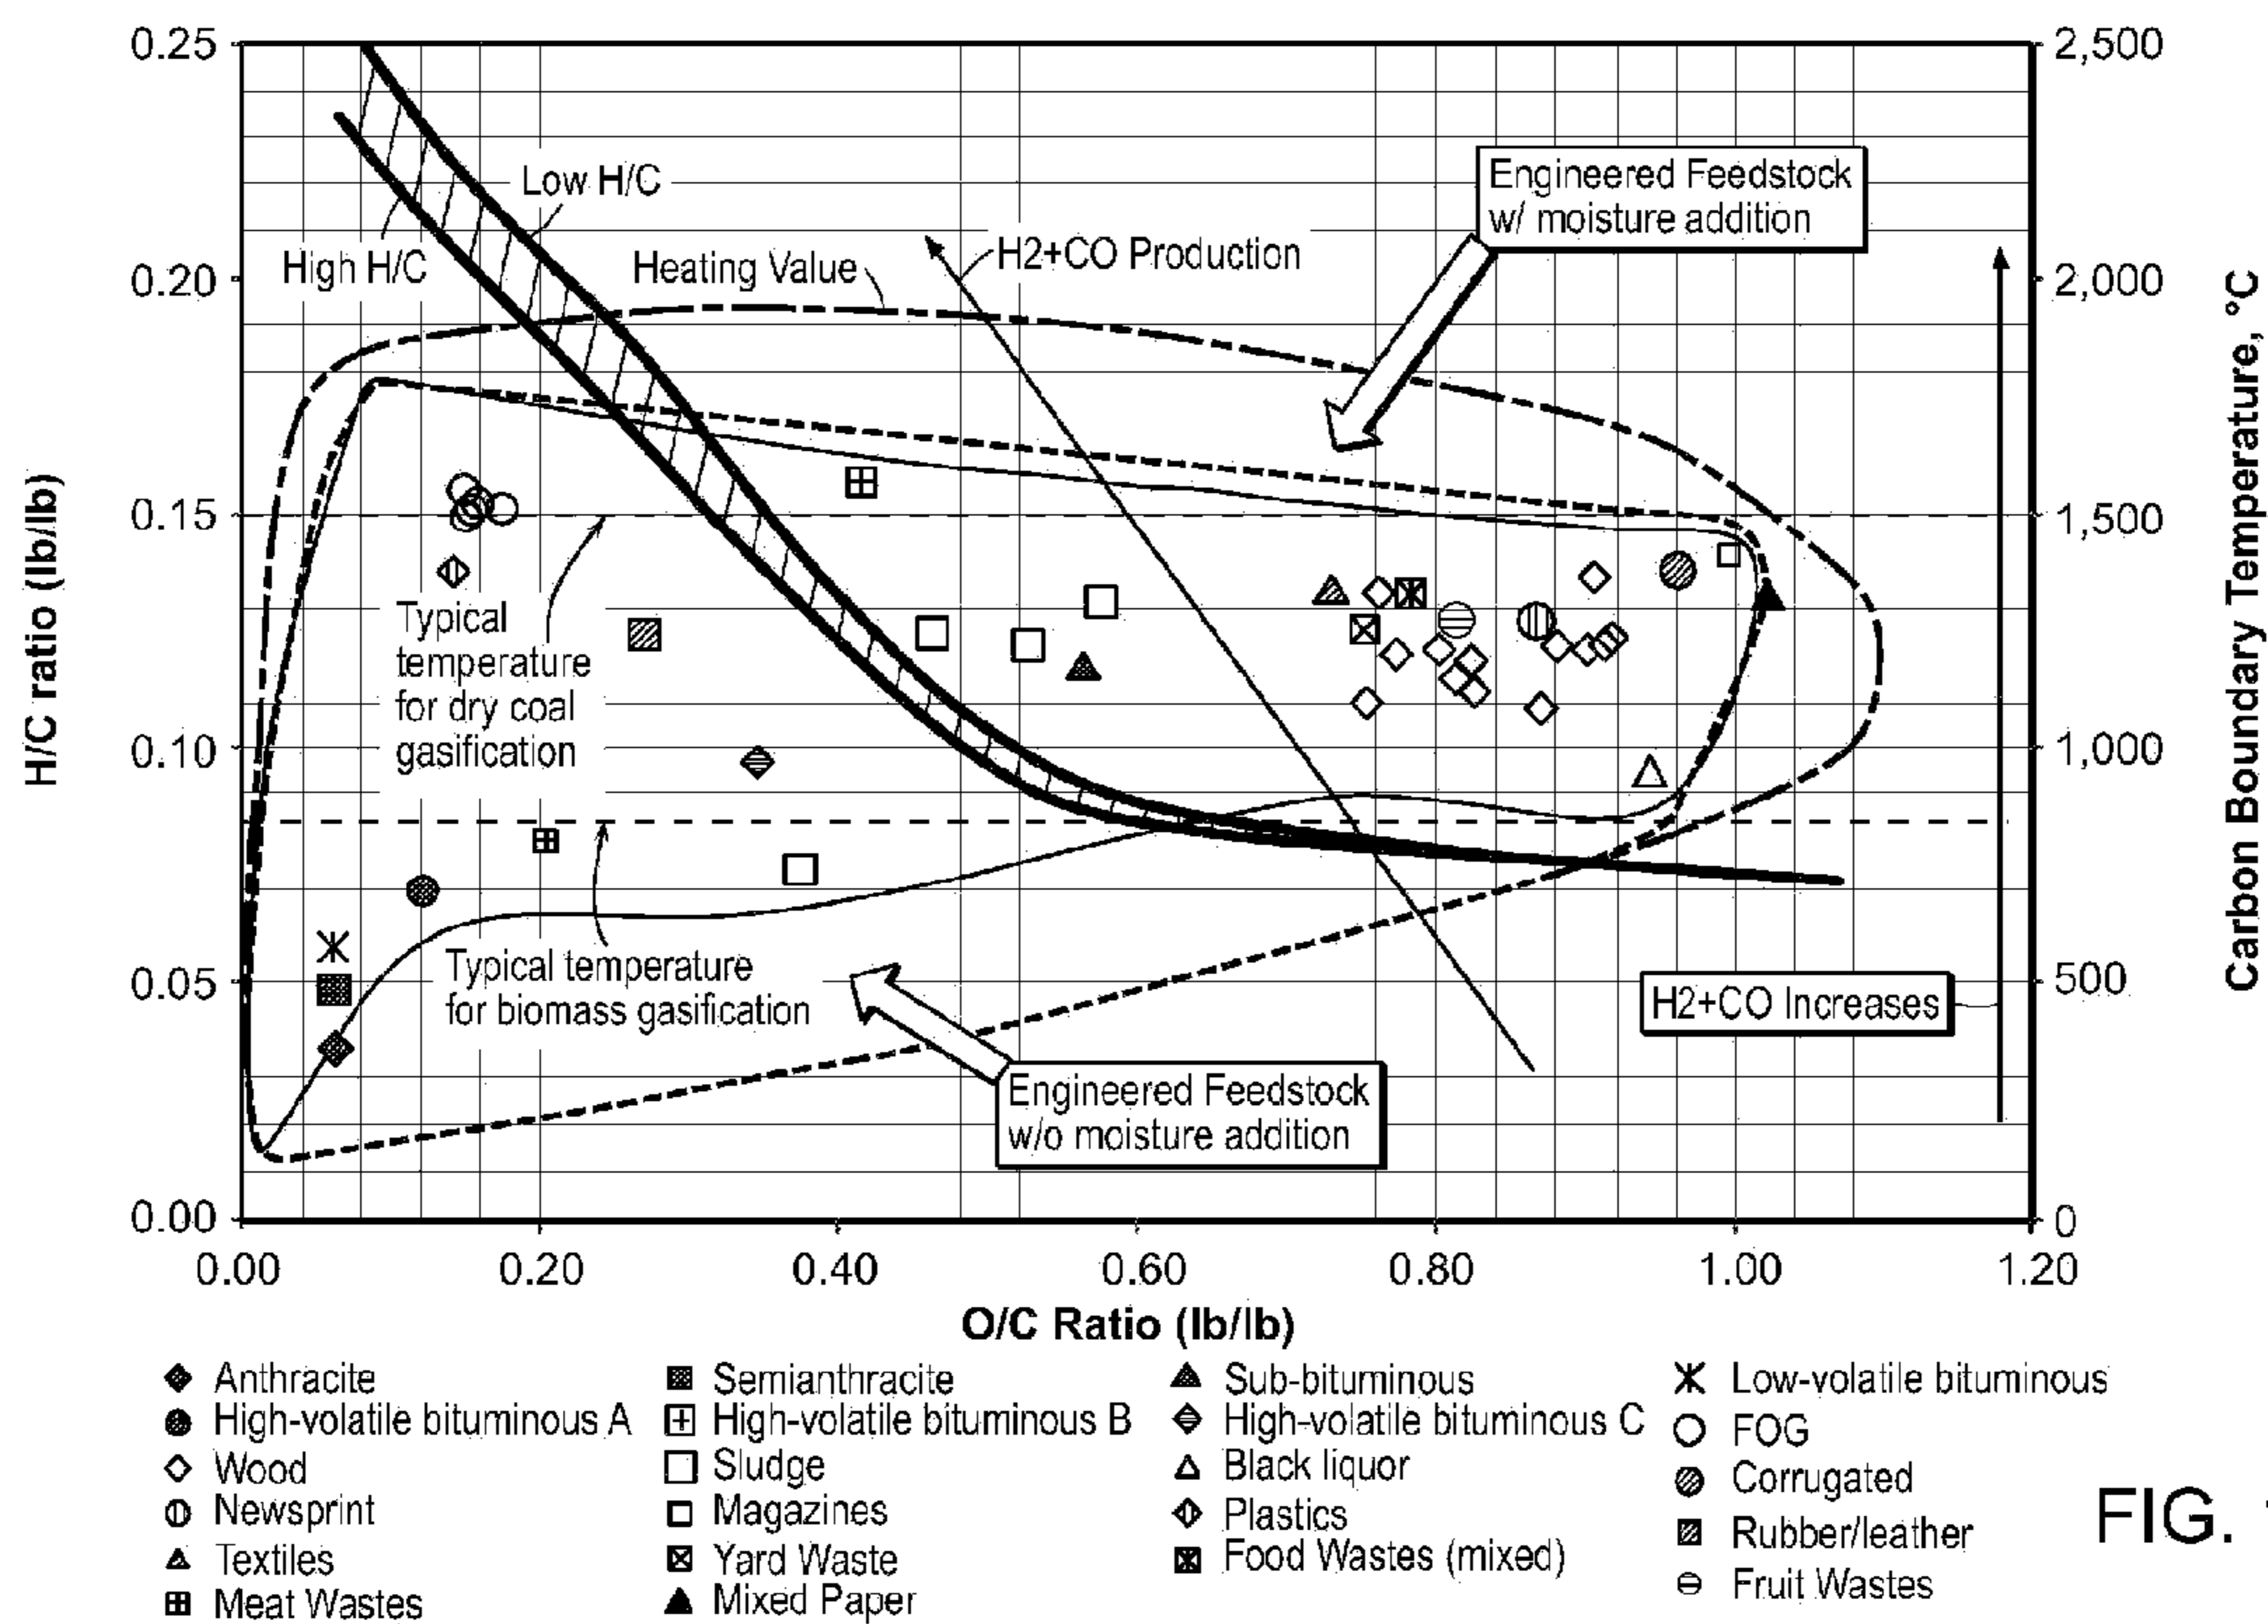 0.25
0.20
0.15
0.10
0.05
0.00
H/C ratio (lb/lb)
2,500
2,000
1,500
1,000
500
0
Carbon Boundary Temperature, °C
Low H/C
High H/C
Heating Value
H2+CO Production
Engineered Feedstock
w/ moisture addition
Typical
temperature
for dry coal
gasification
Typical temperature
for biomass gasification
H2+CO Increases
Engineered Feedstock
w/o moisture addition
0.00 0.20 0.40 0.60 0.80 1.00 1.20
O/C Ratio (lb/lb)
Anthracite
High-volatile bituminous A
Wood
Newsprint
Textiles
Meat Wastes
Semianthracite
High-volatile bituminous B
Sludge
Magazines
Yard Waste
Mixed Paper
Sub-bituminous
High-volatile bituminous C
Black liquor
Plastics
Food Wastes (mixed)
Low-volatile bituminous
FOG
Corrugated
Rubber/leather
Fruit Wastes
FIG.